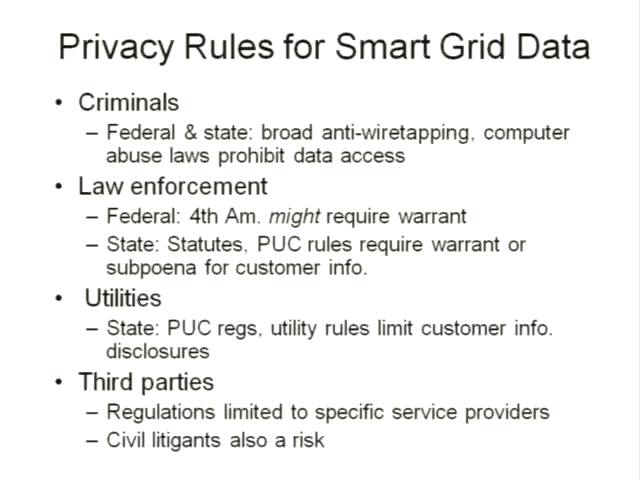 Privacy Rules for Smart Grid Data
• Criminals
– Federal & state: broad anti-wiretapping, computer
abuse laws prohibit data access
• Law enforcement
– Federal: 4th Am. might require warrant
– State: Statutes, PUC rules require warrant or
subpoena for customer info.
• Utilities
– State: PUC regs, utility rules limit customer info.
disclosures
• Third parties
– Regulations limited to specific service providers
– Civil litigants also a risk